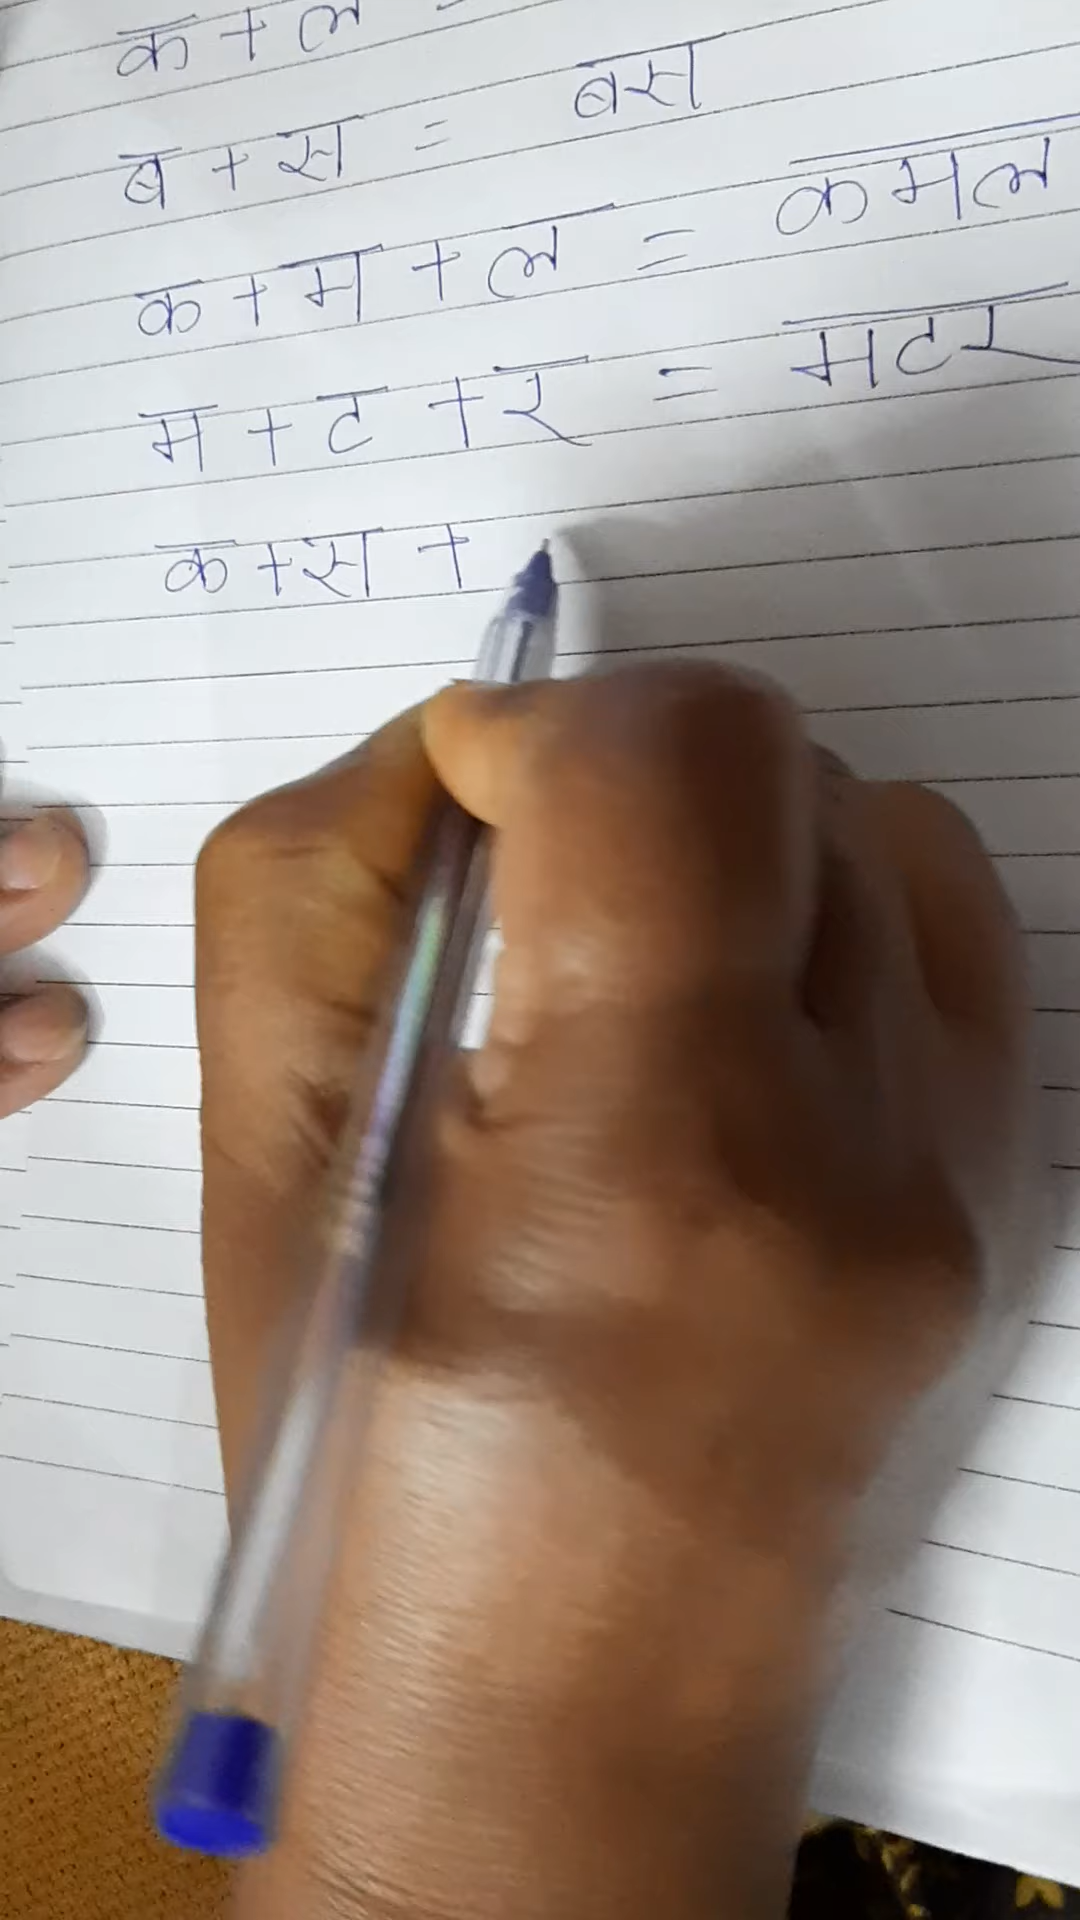 क + ल =
ब + स = बस
क + म + ल = कमल
म + ट + र = मटर
क + स +